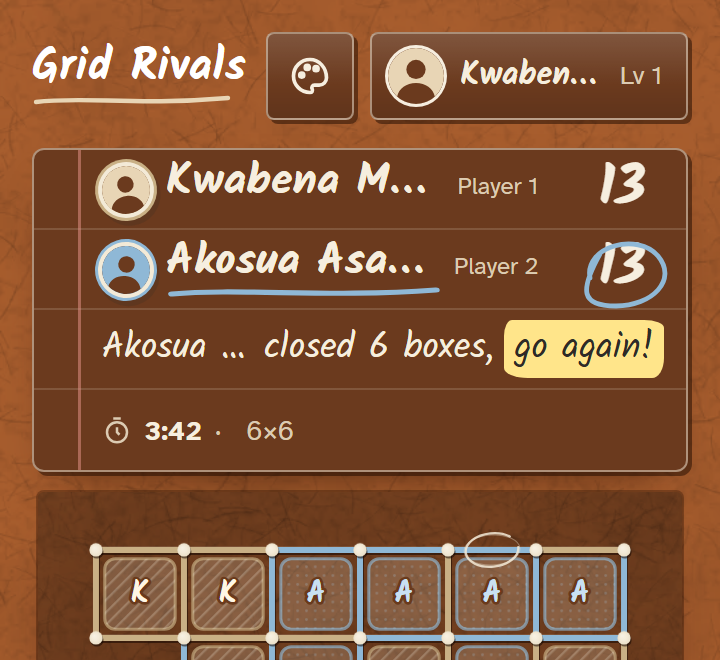 Grid Rivals
Kwaben... Lv 1
Kwabena M... Player 1 13
Akosua Asa... Player 2 13
Akosua ... closed 6 boxes, go again!
3:42 · 6×6
K K A A A A